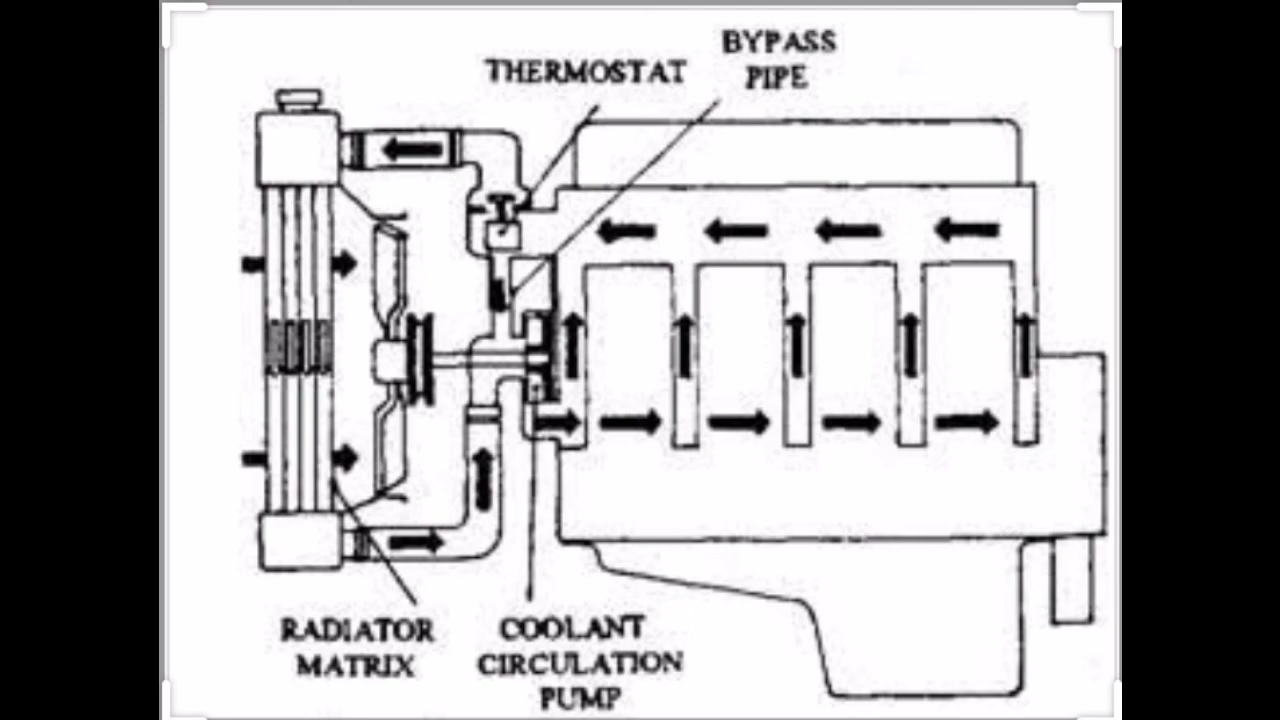 BYPASS
PIPE
THERMOSTAT
RADIATOR
MATRIX
COOLANT
CIRCULATION
PUMP